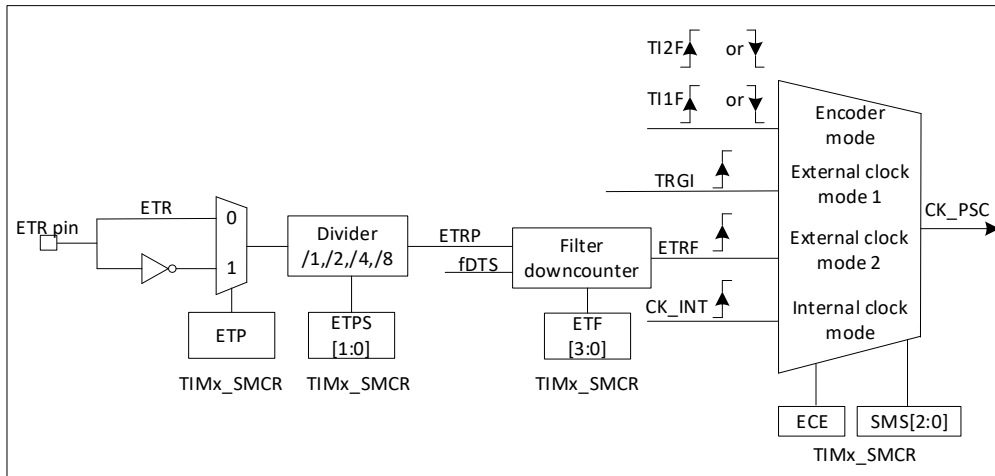 TI2F
or
TI1F
or
Encoder
mode
TRGI
External clock
mode 1
CK_PSC
ETR pin
ETR
0
1
Divider
/1,/2,/4,/8
ETRP
fDTS
Filter
downcounter
ETRF
External clock
mode 2
CK_INT
Internal clock
mode
ETP
ETPS
[1:0]
ETF
[3:0]
TIMx_SMCR
TIMx_SMCR
TIMx_SMCR
ECE
SMS[2:0]
TIMx_SMCR